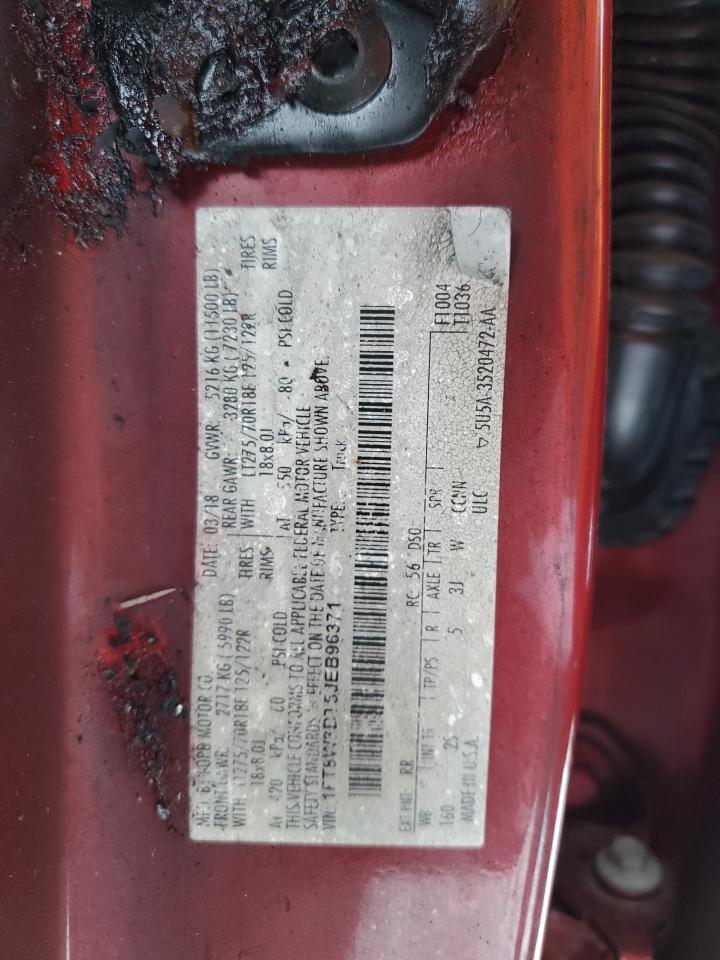 MFD. BY FORD MOTOR CO.
DATE: 03/18 GVWR: 5216 KG (11500 LB)
FRONT GAWR: 2717 KG (5990 LB) REAR GAWR: 3280 KG (7230 LB)
WITH LT275/70R18E 125/122R TIRES WITH LT275/70R18E 125/122R TIRES
18x8.0J RIMS 18x8.0J RIMS
At 420 kPa/ 60 PSI COLD AT 550 kPa/ 80 PSI COLD
THIS VEHICLE CONFORMS TO ALL APPLICABLE FEDERAL MOTOR VEHICLE
SAFETY STANDARDS IN EFFECT ON THE DATE OF MANUFACTURE SHOWN ABOVE.
VIN: TYPE: Truck
EXT PNT: RR RC: 56 DSO:
WB INT TR TP/PS R AXLE TR SPR F1004
160 2S 5 3J W CCNN T1036
MADE IN U.S.A. ULC 5U5A-3520472-AA